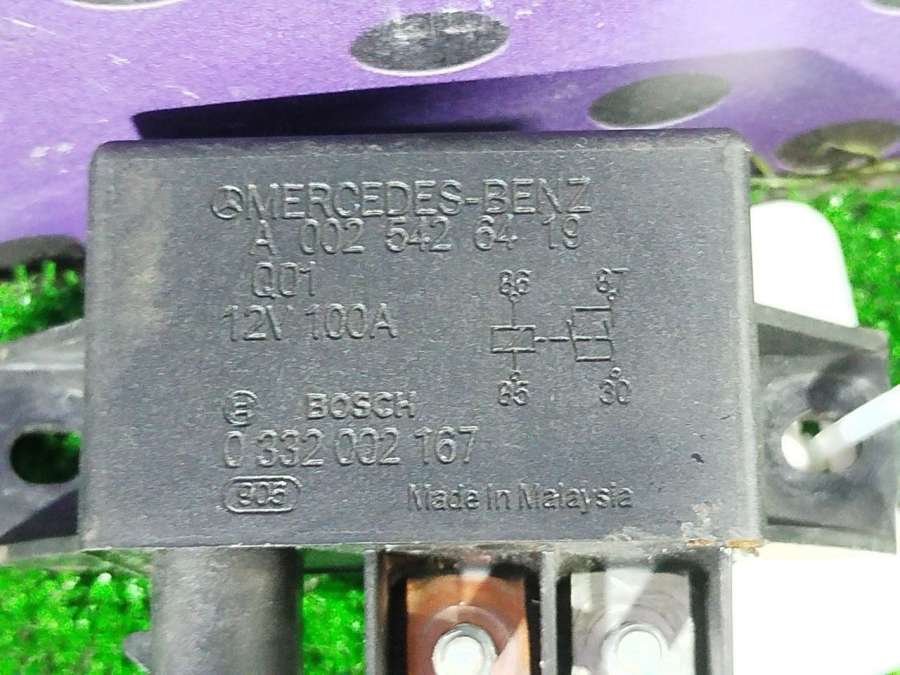 MERCEDES-BENZ
A 002 542 64 19
Q01
12V 100A
86 87
85 30
BOSCH
0 332 002 167
905
Made in Malaysia